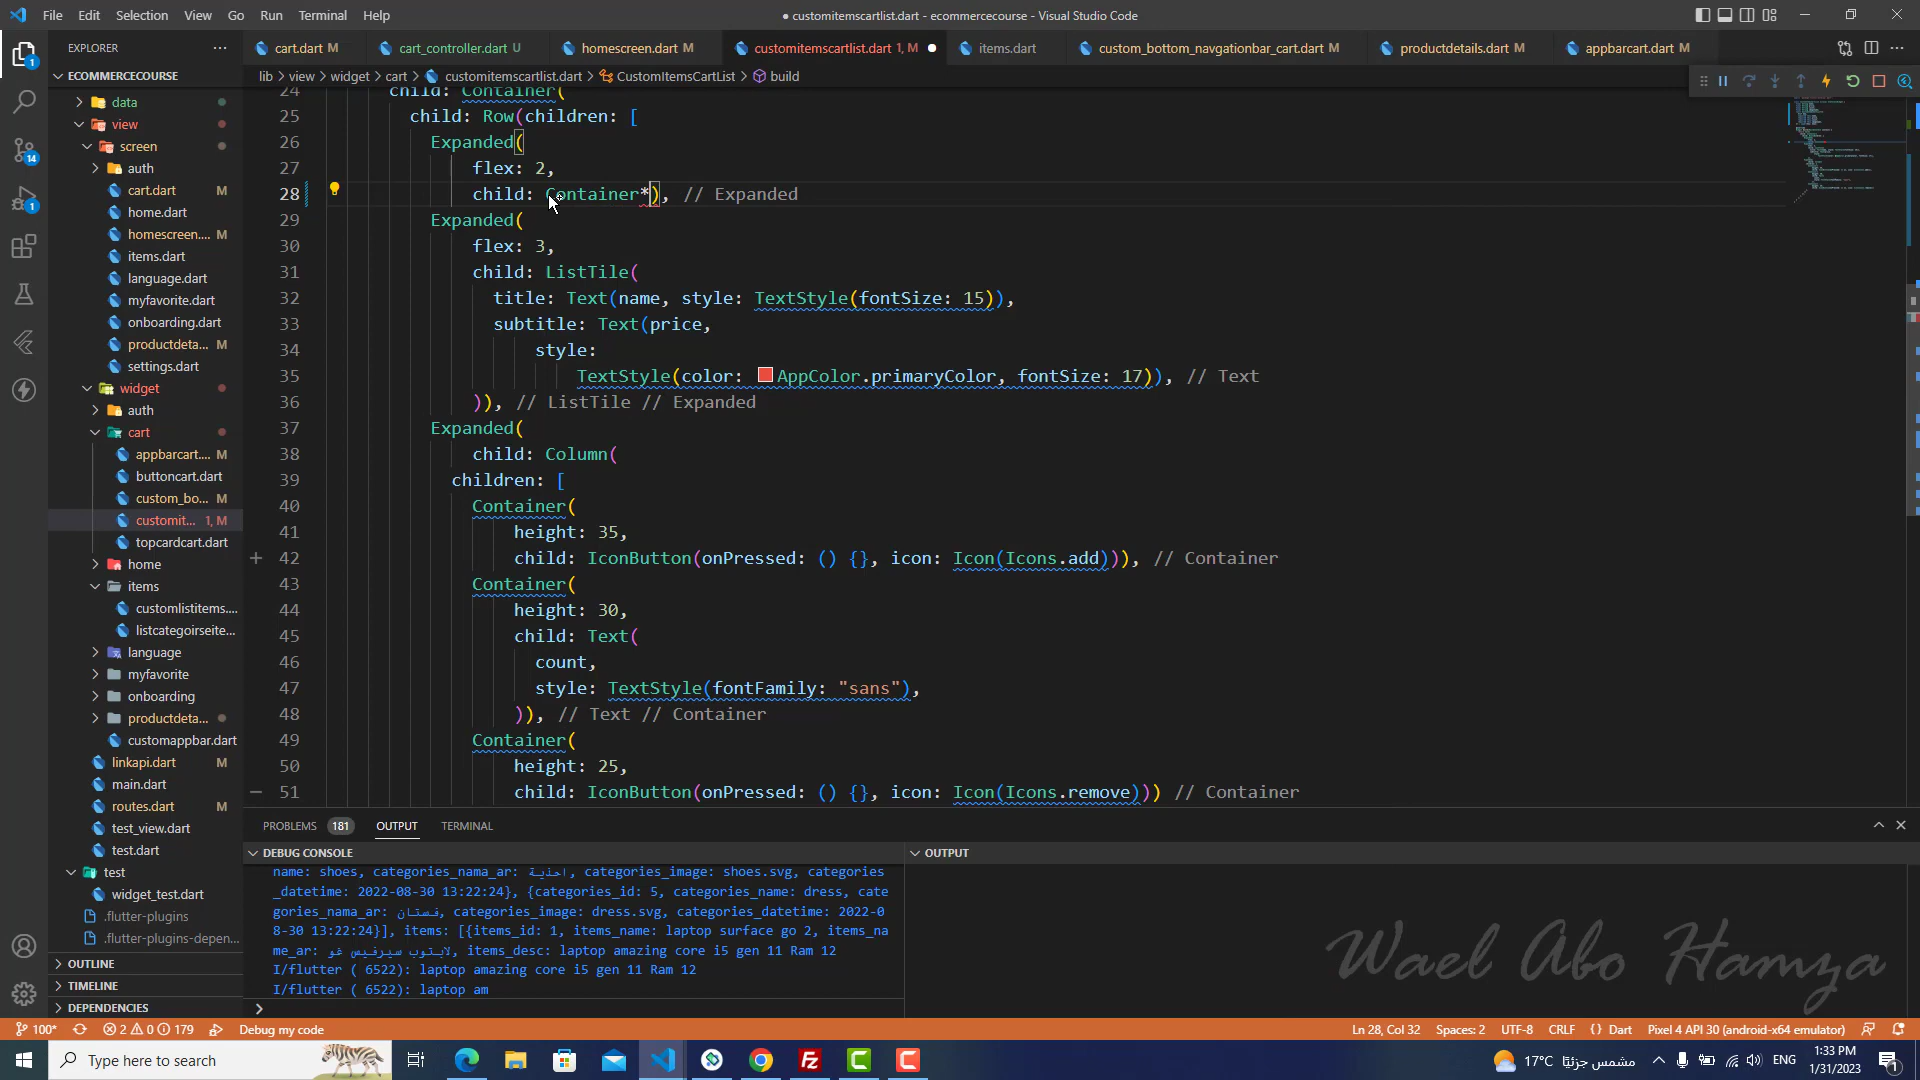 File Edit Selection View Go Run Terminal Help
● customitemscartlist.dart - ecommercecourse - Visual Studio Code
EXPLORER
cart.dart M
cart_controller.dart U
homescreen.dart M
customitemscartlist.dart 1, M
items.dart
custom_bottom_navgationbar_cart.dart M
productdetails.dart M
appbarcart.dart M
lib > view > widget > cart > customitemscartlist.dart > CustomItemsCartList > build
ECOMMERCECOURSE
data
view
screen
auth
cart.dart M
home.dart
homescreen.... M
items.dart
language.dart
myfavorite.dart
onboarding.dart
productdetai... M
settings.dart
widget
auth
cart
appbarcart.... M
buttoncart.dart
custom_bo... M
customit... 1, M
topcardcart.dart
home
items
customlistitems....
listcategoirseite...
language
myfavorite
onboarding
productdeta...
customappbar.dart
linkapi.dart M
main.dart
routes.dart M
test_view.dart
test.dart
test
widget_test.dart
.flutter-plugins
.flutter-plugins-depen...
OUTLINE
TIMELINE
DEPENDENCIES
24 child: Container(
25 child: Row(children: [
26 Expanded(
27 flex: 2,
28 child: Container*), // Expanded
29 Expanded(
30 flex: 3,
31 child: ListTile(
32 title: Text(name, style: TextStyle(fontSize: 15)),
33 subtitle: Text(price,
34 style:
35 TextStyle(color: AppColor.primaryColor, fontSize: 17)), // Text
36 )), // ListTile // Expanded
37 Expanded(
38 child: Column(
39 children: [
40 Container(
41 height: 35,
42 child: IconButton(onPressed: () {}, icon: Icon(Icons.add))), // Container
43 Container(
44 height: 30,
45 child: Text(
46 count,
47 style: TextStyle(fontFamily: "sans"),
48 )), // Text // Container
49 Container(
50 height: 25,
51 child: IconButton(onPressed: () {}, icon: Icon(Icons.remove))) // Container
PROBLEMS 181 OUTPUT TERMINAL
DEBUG CONSOLE
name: shoes, categories_nama_ar: احذية, categories_image: shoes.svg, categories
_datetime: 2022-08-30 13:22:24}, {categories_id: 5, categories_name: dress, cate
gories_nama_ar: فستان, categories_image: dress.svg, categories_datetime: 2022-0
8-30 13:22:24}], items: [{items_id: 1, items_name: laptop surface go 2, items_na
me_ar: لابتوب سيرفيس غو, items_desc: laptop amazing core i5 gen 11 Ram 12
I/flutter ( 6522): laptop amazing core i5 gen 11 Ram 12
I/flutter ( 6522): laptop am
OUTPUT
Wael Abo Hamza
100* 2 0 179 Debug my code
Ln 28, Col 32 Spaces: 2 UTF-8 CRLF {} Dart Pixel 4 API 30 (android-x64 emulator)
Type here to search
17°C مشمس جزئيًا
ENG
1:33 PM
1/31/2023